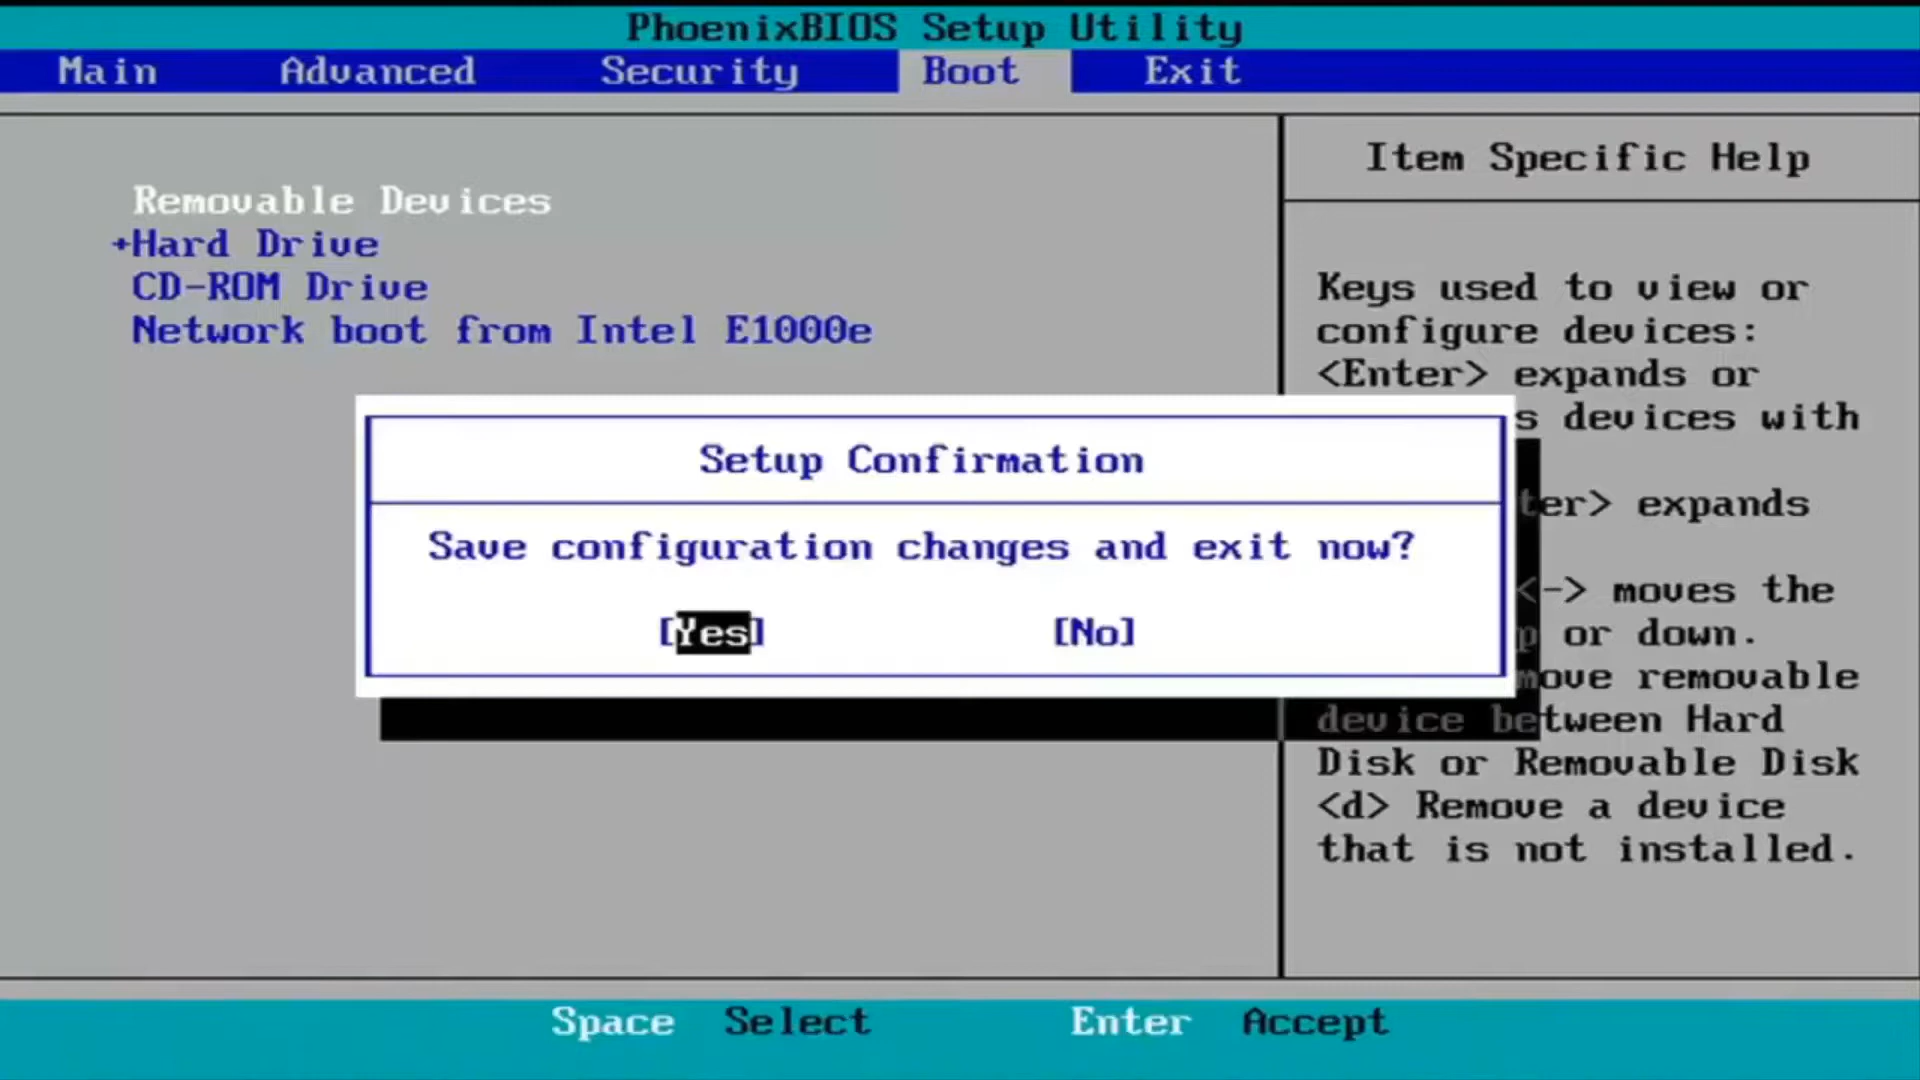 PhoenixBIOS Setup Utility
Main Advanced Security Boot Exit
Removable Devices
+Hard Drive
CD-ROM Drive
Network boot from Intel E1000e
Setup Confirmation
Save configuration changes and exit now?
[Yes] [No]
Item Specific Help
Keys used to view or
configure devices:
<Enter> expands or
s devices with
ter> expands
<-> moves the
p or down.
move removable
device between Hard
Disk or Removable Disk
<d> Remove a device
that is not installed.
Space Select Enter Accept